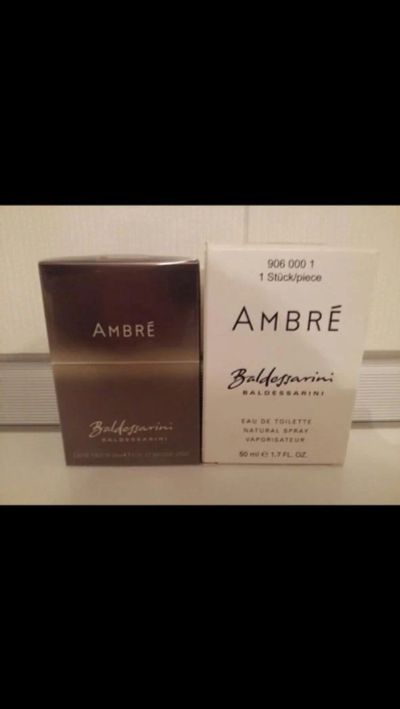 AMBRÉ
Baldessarini
BALDESSARINI
906 000 1
1 Stück/piece
AMBRÉ
Baldessarini
BALDESSARINI
EAU DE TOILETTE
NATURAL SPRAY
VAPORISATEUR
50 ml ℮ 1.7 FL. OZ.